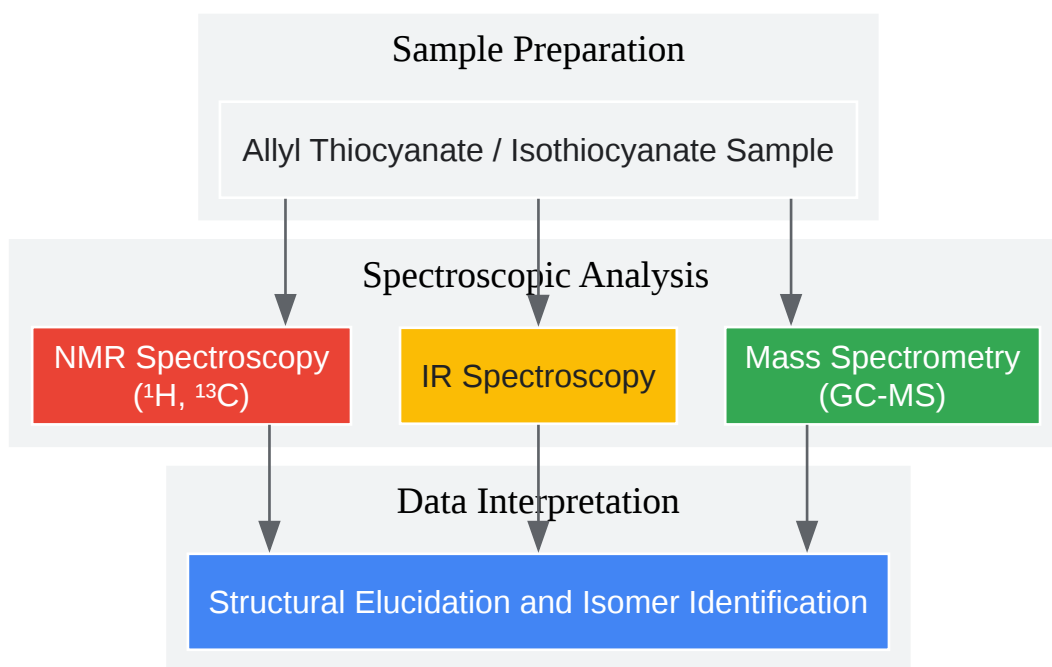 Sample Preparation
Allyl Thiocyanate / Isothiocyanate Sample
Spectroscopic Analysis
NMR Spectroscopy
(¹H, ¹³C)
IR Spectroscopy
Mass Spectrometry
(GC-MS)
Data Interpretation
Structural Elucidation and Isomer Identification